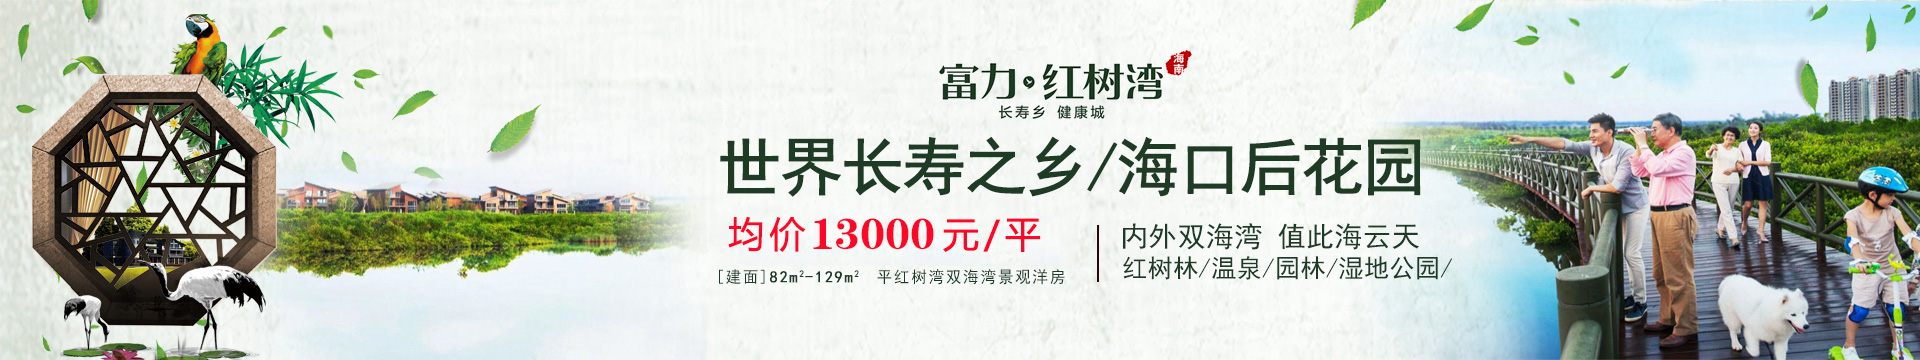 富力·红树湾
海南
长寿乡 健康城
世界长寿之乡/海口后花园
均价13000元/平
[建面]82m²-129m² 平红树湾双海湾景观洋房
内外双海湾 值此海云天
红树林/温泉/园林/湿地公园/